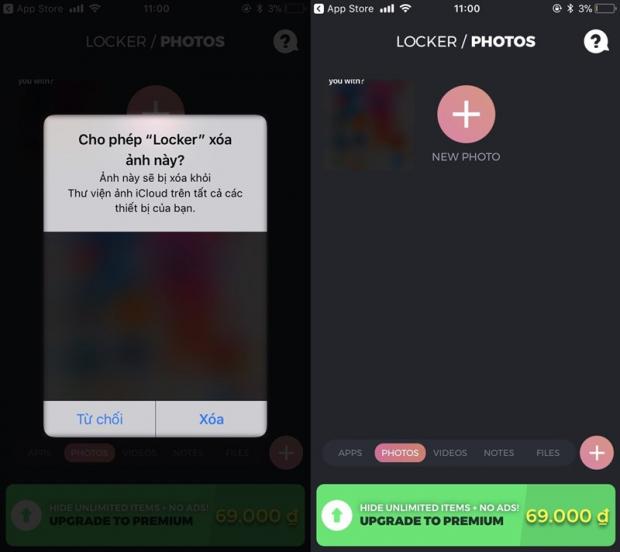 App Store
11:00
3%
LOCKER / PHOTOS
?
you with?
Cho phép “Locker” xóa
ảnh này?
Ảnh này sẽ bị xóa khỏi
Thư viện ảnh iCloud trên tất cả các
thiết bị của bạn.
Từ chối
Xóa
APPS PHOTOS VIDEOS NOTES FILES
HIDE UNLIMITED ITEMS + NO ADS!
UPGRADE TO PREMIUM
69.000 ₫
App Store
11:00
3%
LOCKER / PHOTOS
?
you with?
NEW PHOTO
APPS PHOTOS VIDEOS NOTES FILES
HIDE UNLIMITED ITEMS + NO ADS!
UPGRADE TO PREMIUM
69.000 ₫